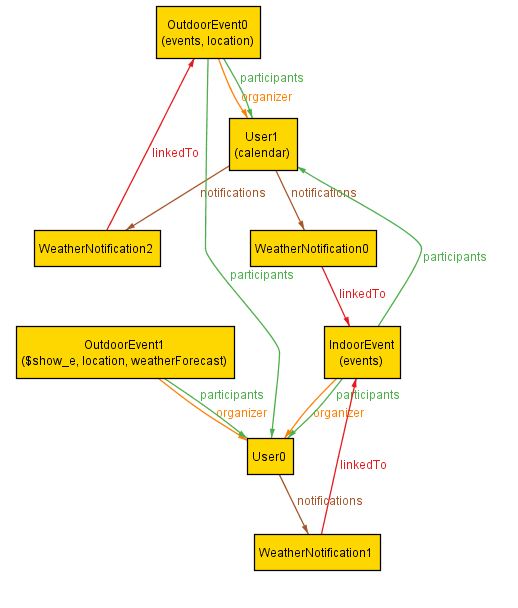 OutdoorEvent0
(events, location)
participants
organizer
User1
(calendar)
linkedTo
notifications
notifications
WeatherNotification2
WeatherNotification0
participants
participants
linkedTo
OutdoorEvent1
($show_e, location, weatherForecast)
IndoorEvent
(events)
participants
participants
organizer
organizer
User0
linkedTo
notifications
WeatherNotification1